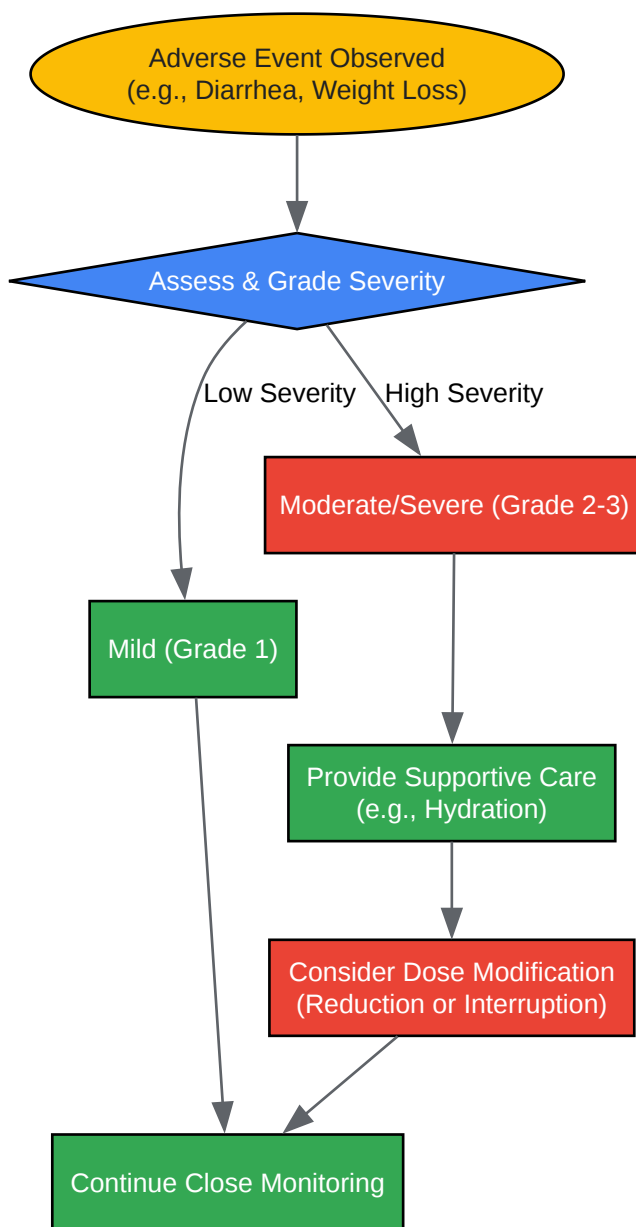 Adverse Event Observed
(e.g., Diarrhea, Weight Loss)
Assess & Grade Severity
Low Severity
High Severity
Moderate/Severe (Grade 2-3)
Mild (Grade 1)
Provide Supportive Care
(e.g., Hydration)
Consider Dose Modification
(Reduction or Interruption)
Continue Close Monitoring